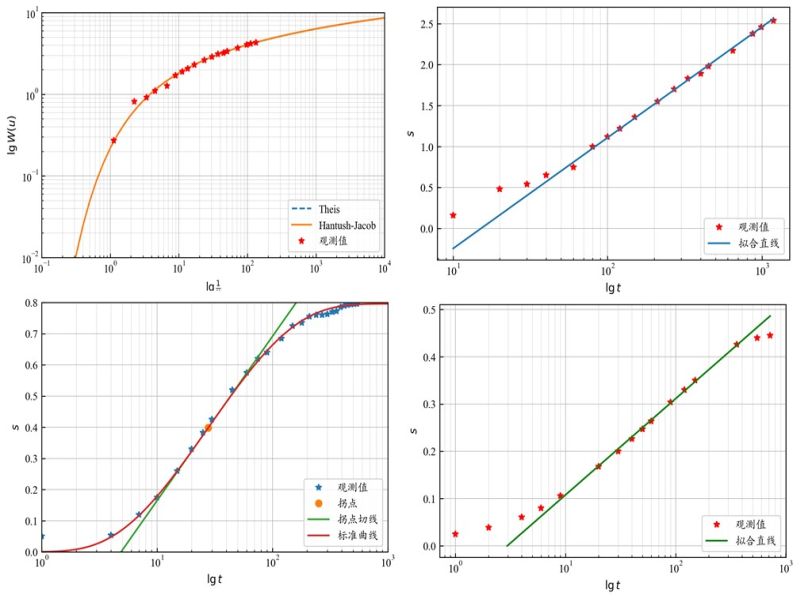 10¹
10⁰
10⁻¹
10⁻²
lg W(u)
10⁻¹ 10⁰ 10¹ 10² 10³ 10⁴
Theis
Hantush-Jacob
观测值
2.5
2.0
1.5
1.0
0.5
0.0
s
10¹ 10² 10³
lg t
观测值
拟合直线
0.8
0.7
0.6
0.5
0.4
0.3
0.2
0.1
0.0
s
10⁰ 10¹ 10² 10³
lg t
观测值
拐点
拐点切线
标准曲线
0.5
0.4
0.3
0.2
0.1
0.0
s
10⁰ 10¹ 10² 10³
lg t
观测值
拟合直线